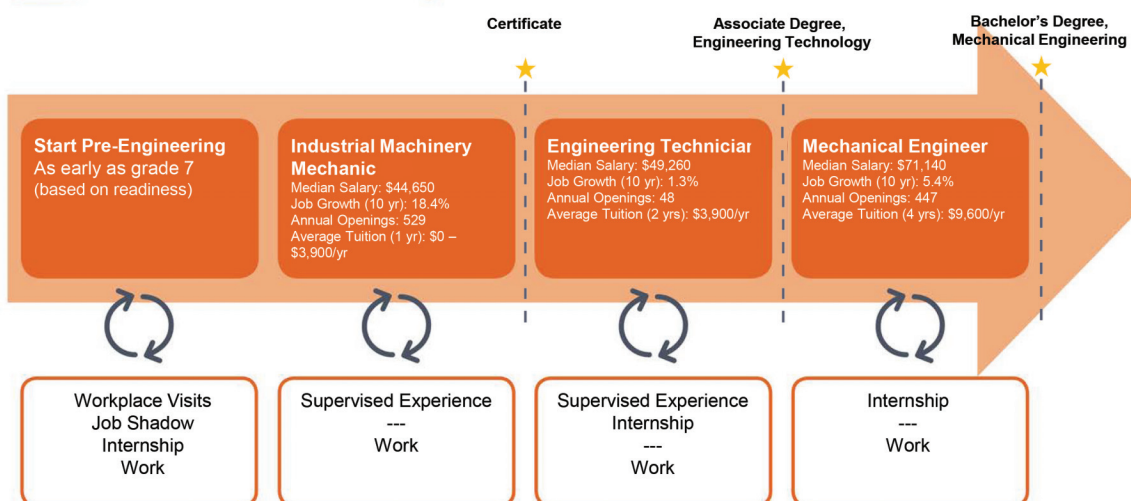 Certificate
Associate Degree,
Engineering Technology
Bachelor's Degree,
Mechanical Engineering
Start Pre-Engineering
As early as grade 7
(based on readiness)
Industrial Machinery
Mechanic
Median Salary: $44,650
Job Growth (10 yr): 18.4%
Annual Openings: 529
Average Tuition (1 yr): $0 –
$3,900/yr
Engineering Technician
Median Salary: $49,260
Job Growth (10 yr): 1.3%
Annual Openings: 48
Average Tuition (2 yrs): $3,900/yr
Mechanical Engineer
Median Salary: $71,140
Job Growth (10 yr): 5.4%
Annual Openings: 447
Average Tuition (4 yrs): $9,600/yr
Workplace Visits
Job Shadow
Internship
Work
Supervised Experience
---
Work
Supervised Experience
Internship
---
Work
Internship
---
Work